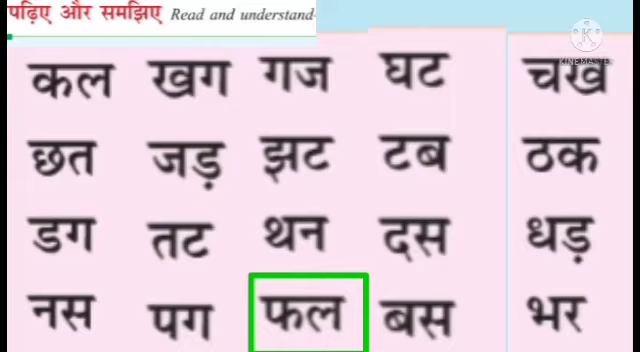 पढ़िए और समझिए Read and understand
KINEMASTER
कल खग गज घट चख
छत जड़ झट टब ठक
डग तट थन दस धड़
नस पग फल बस भर